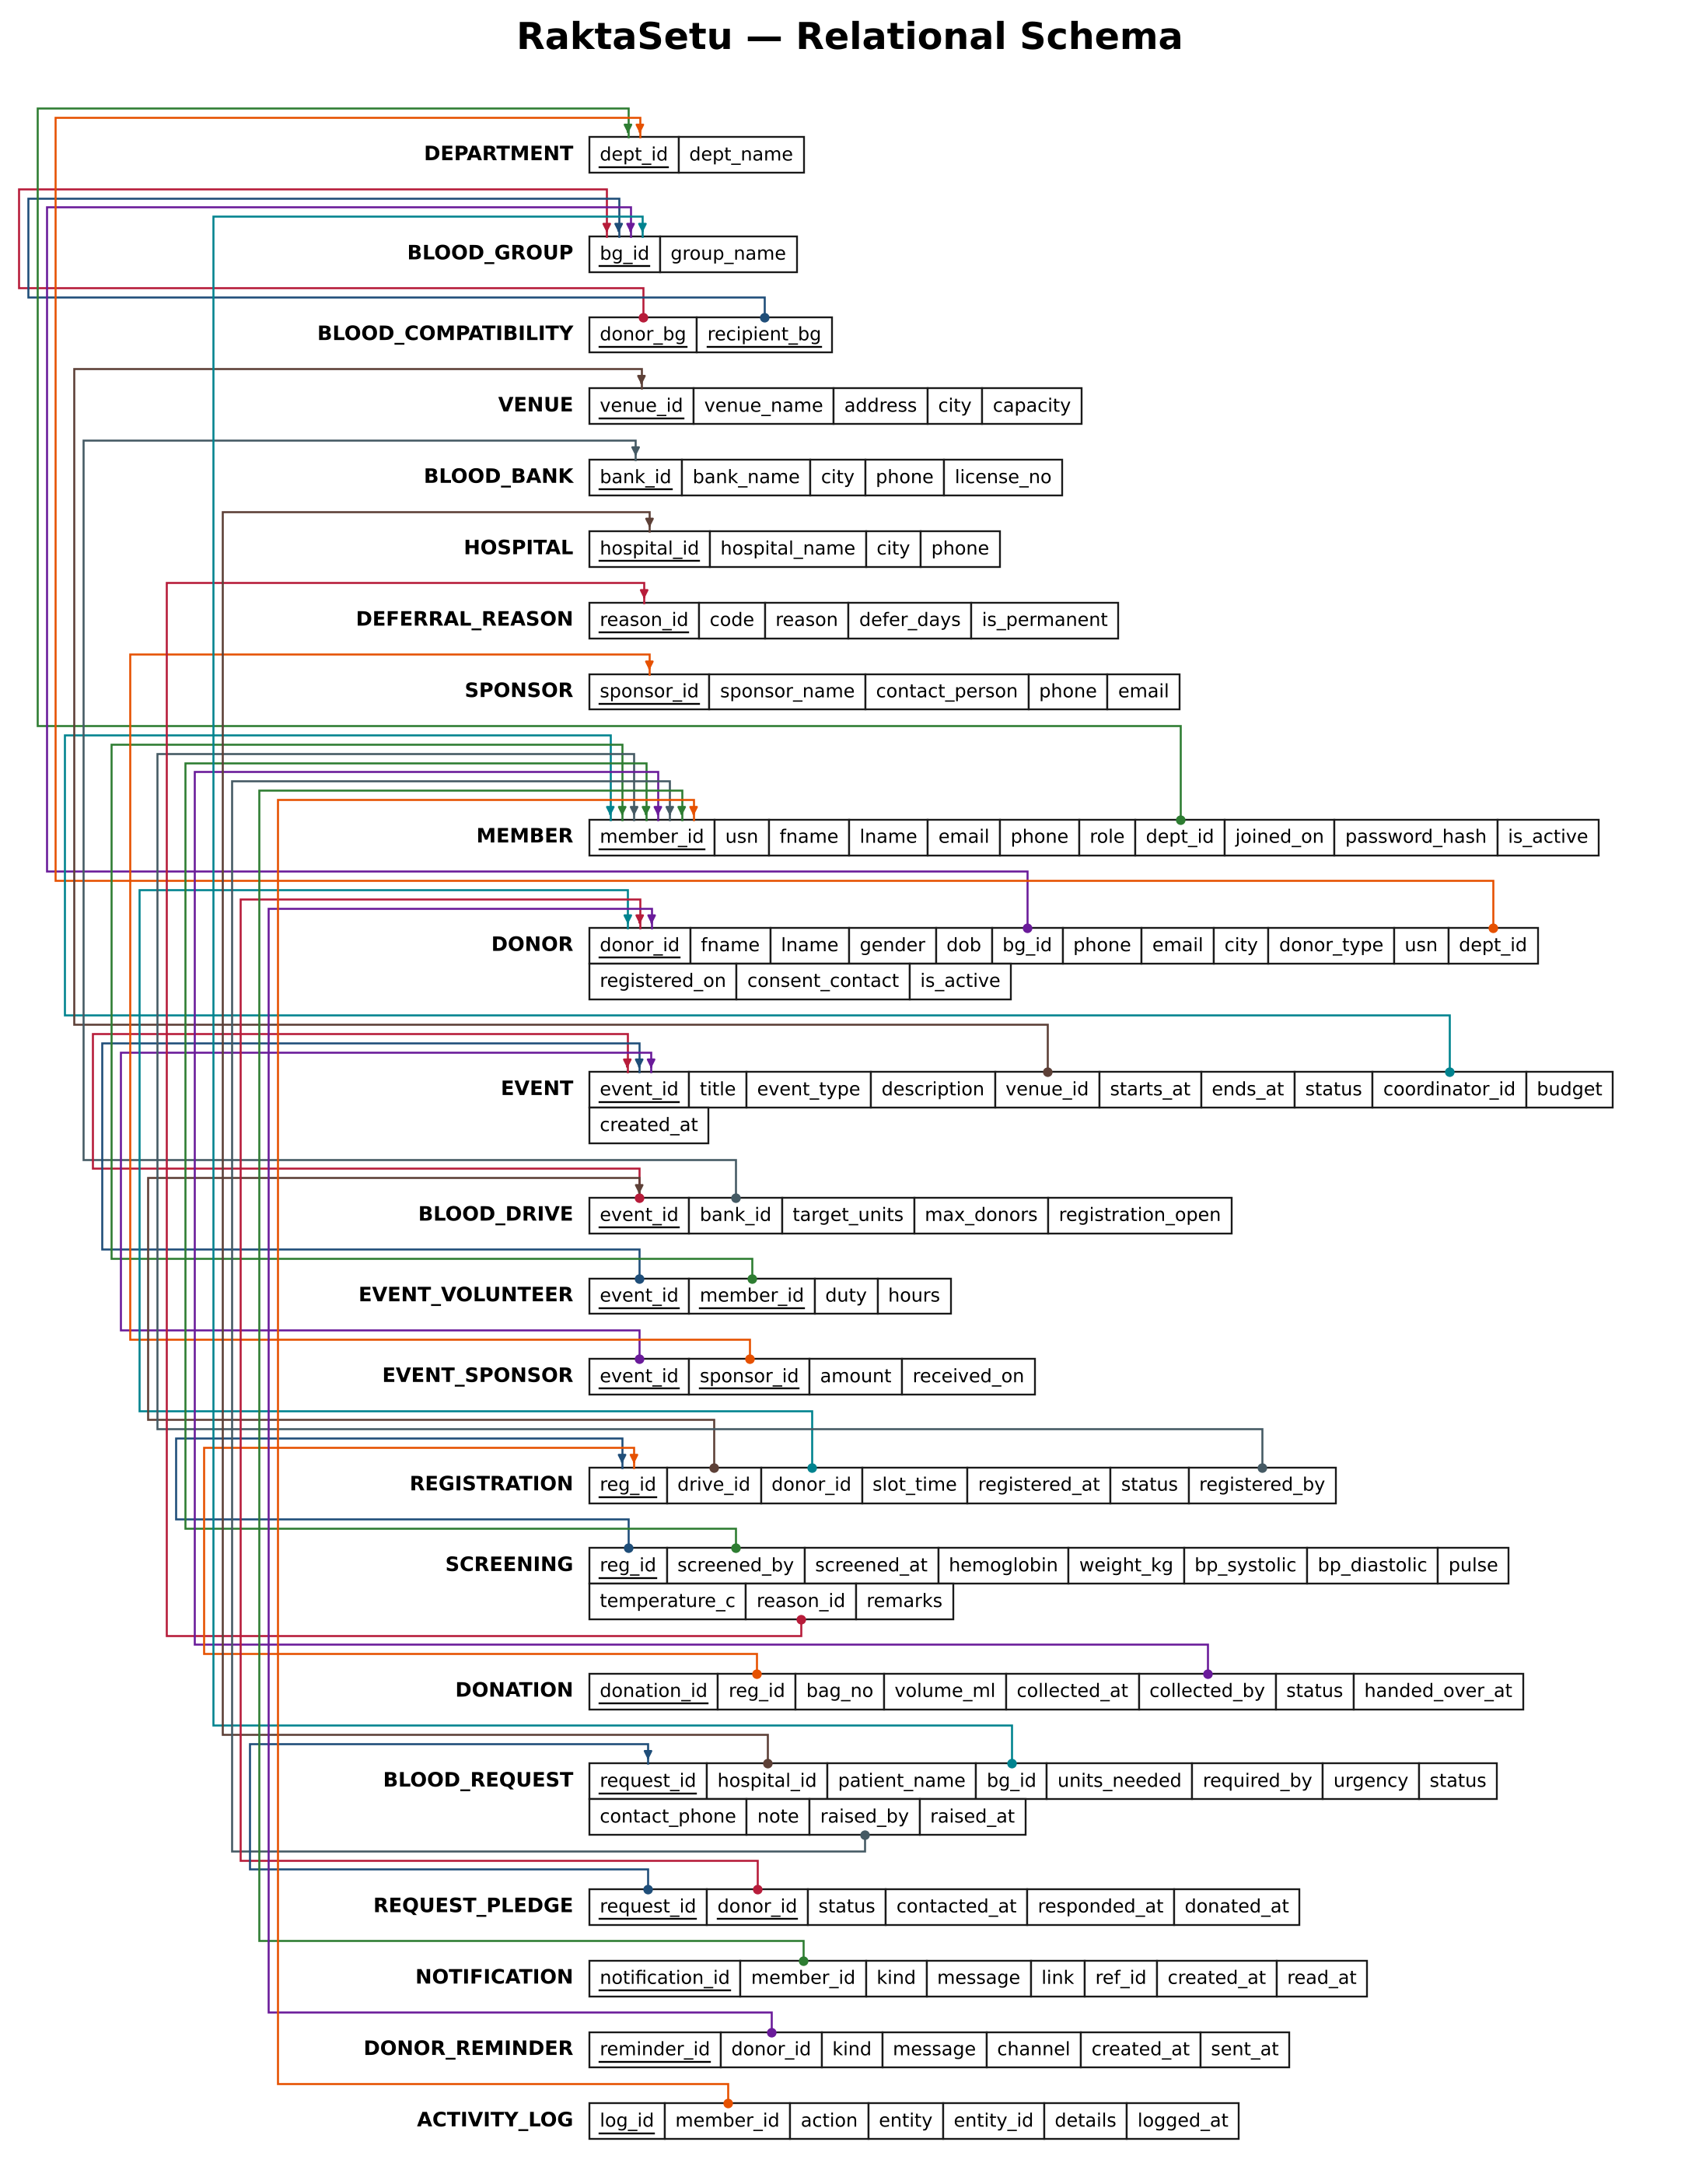 RaktaSetu — Relational Schema
DEPARTMENT dept_id dept_name
BLOOD_GROUP bg_id group_name
BLOOD_COMPATIBILITY donor_bg recipient_bg
VENUE venue_id venue_name address city capacity
BLOOD_BANK bank_id bank_name city phone license_no
HOSPITAL hospital_id hospital_name city phone
DEFERRAL_REASON reason_id code reason defer_days is_permanent
SPONSOR sponsor_id sponsor_name contact_person phone email
MEMBER member_id usn fname lname email phone role dept_id joined_on password_hash is_active
DONOR donor_id fname lname gender dob bg_id phone email city donor_type usn dept_id
registered_on consent_contact is_active
EVENT event_id title event_type description venue_id starts_at ends_at status coordinator_id budget
created_at
BLOOD_DRIVE event_id bank_id target_units max_donors registration_open
EVENT_VOLUNTEER event_id member_id duty hours
EVENT_SPONSOR event_id sponsor_id amount received_on
REGISTRATION reg_id drive_id donor_id slot_time registered_at status registered_by
SCREENING reg_id screened_by screened_at hemoglobin weight_kg bp_systolic bp_diastolic pulse
temperature_c reason_id remarks
DONATION donation_id reg_id bag_no volume_ml collected_at collected_by status handed_over_at
BLOOD_REQUEST request_id hospital_id patient_name bg_id units_needed required_by urgency status
contact_phone note raised_by raised_at
REQUEST_PLEDGE request_id donor_id status contacted_at responded_at donated_at
NOTIFICATION notification_id member_id kind message link ref_id created_at read_at
DONOR_REMINDER reminder_id donor_id kind message channel created_at sent_at
ACTIVITY_LOG log_id member_id action entity entity_id details logged_at